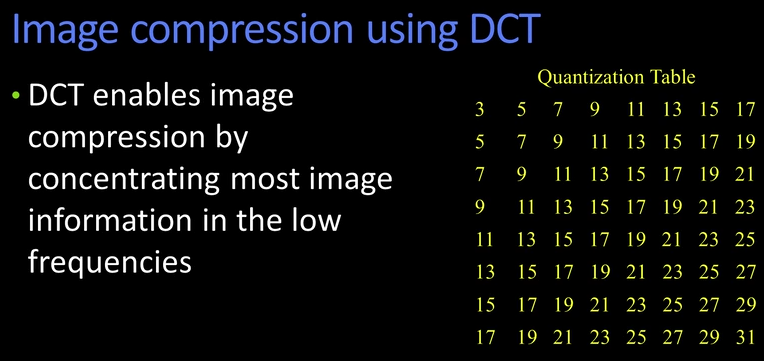 Image compression using DCT
• DCT enables image
compression by
concentrating most image
information in the low
frequencies
Quantization Table
3 5 7 9 11 13 15 17
5 7 9 11 13 15 17 19
7 9 11 13 15 17 19 21
9 11 13 15 17 19 21 23
11 13 15 17 19 21 23 25
13 15 17 19 21 23 25 27
15 17 19 21 23 25 27 29
17 19 21 23 25 27 29 31